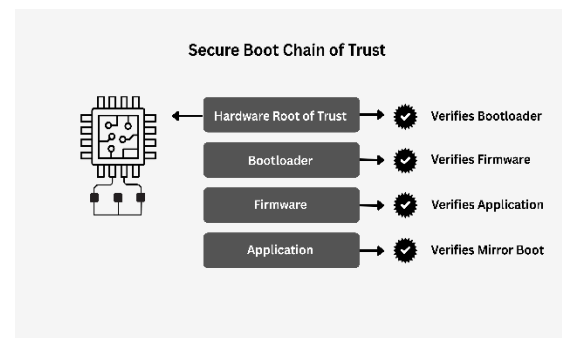 Secure Boot Chain of Trust
Hardware Root of Trust
Verifies Bootloader
Bootloader
Verifies Firmware
Firmware
Verifies Application
Application
Verifies Mirror Boot